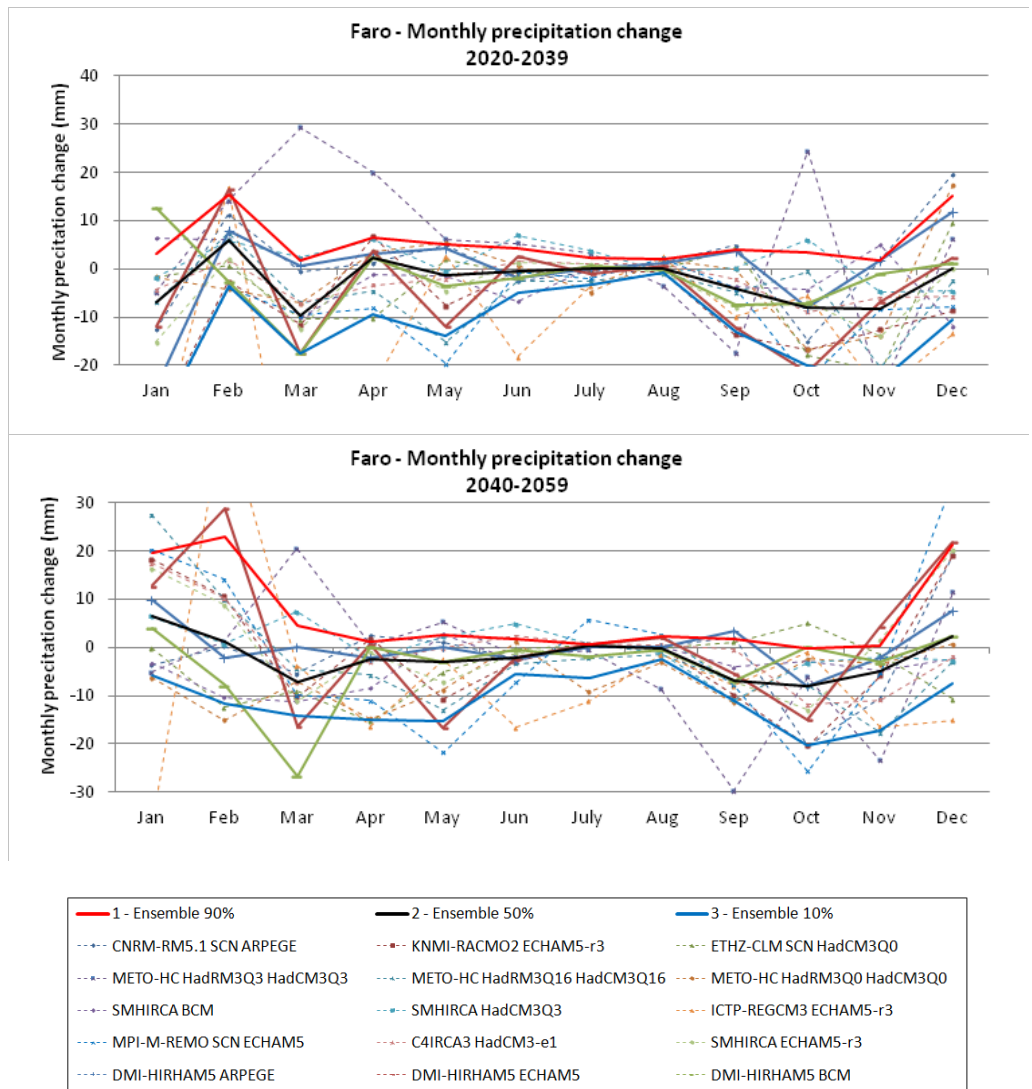 Faro - Monthly precipitation change
2020-2039
Monthly precitation change (mm)
40
30
20
10
0
-10
-20
Jan Feb Mar Apr May Jun July Aug Sep Oct Nov Dec
Faro - Monthly precipitation change
2040-2059
Monthly precipitation change (mm)
30
20
10
0
-10
-20
-30
Jan Feb Mar Apr May Jun July Aug Sep Oct Nov Dec
1 - Ensemble 90% 2 - Ensemble 50% 3 - Ensemble 10%
CNRM-RM5.1 SCN ARPEGE KNMI-RACMO2 ECHAM5-r3 ETHZ-CLM SCN HadCM3Q0
METO-HC HadRM3Q3 HadCM3Q3 METO-HC HadRM3Q16 HadCM3Q16 METO-HC HadRM3Q0 HadCM3Q0
SMHIRCA BCM SMHIRCA HadCM3Q3 ICTP-REGCM3 ECHAM5-r3
MPI-M-REMO SCN ECHAM5 C4IRCA3 HadCM3-e1 SMHIRCA ECHAM5-r3
DMI-HIRHAM5 ARPEGE DMI-HIRHAM5 ECHAM5 DMI-HIRHAM5 BCM